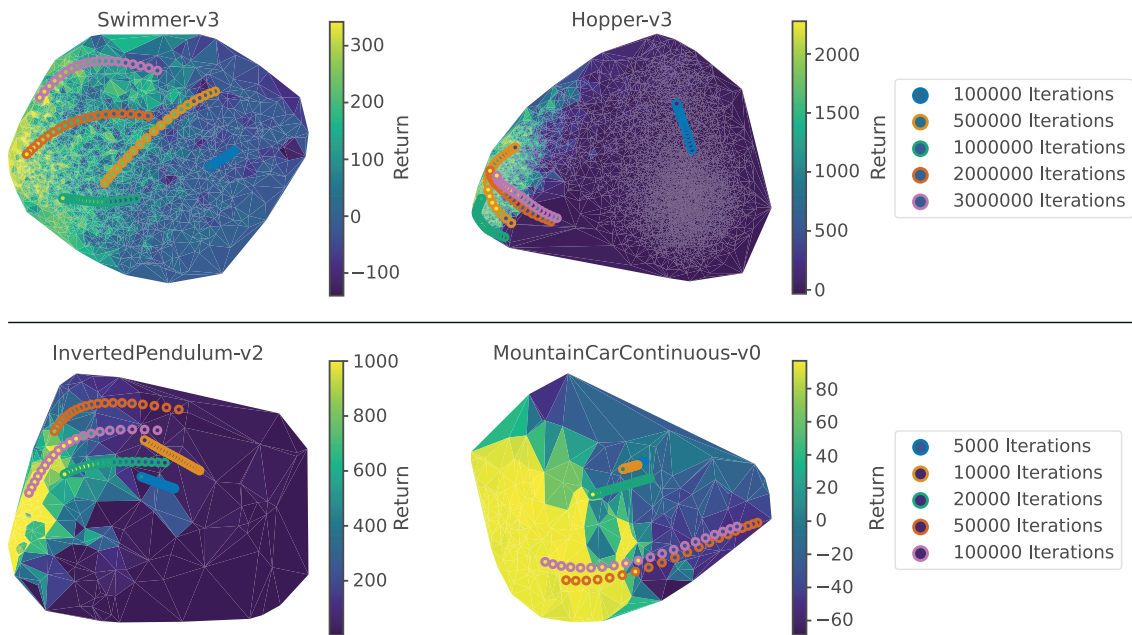 Swimmer-v3
300
200
100
0
−100
Return
Hopper-v3
2000
1500
1000
500
0
Return
100000 Iterations
500000 Iterations
1000000 Iterations
2000000 Iterations
3000000 Iterations
InvertedPendulum-v2
1000
800
600
400
200
Return
MountainCarContinuous-v0
80
60
40
20
0
−20
−40
−60
Return
5000 Iterations
10000 Iterations
20000 Iterations
50000 Iterations
100000 Iterations